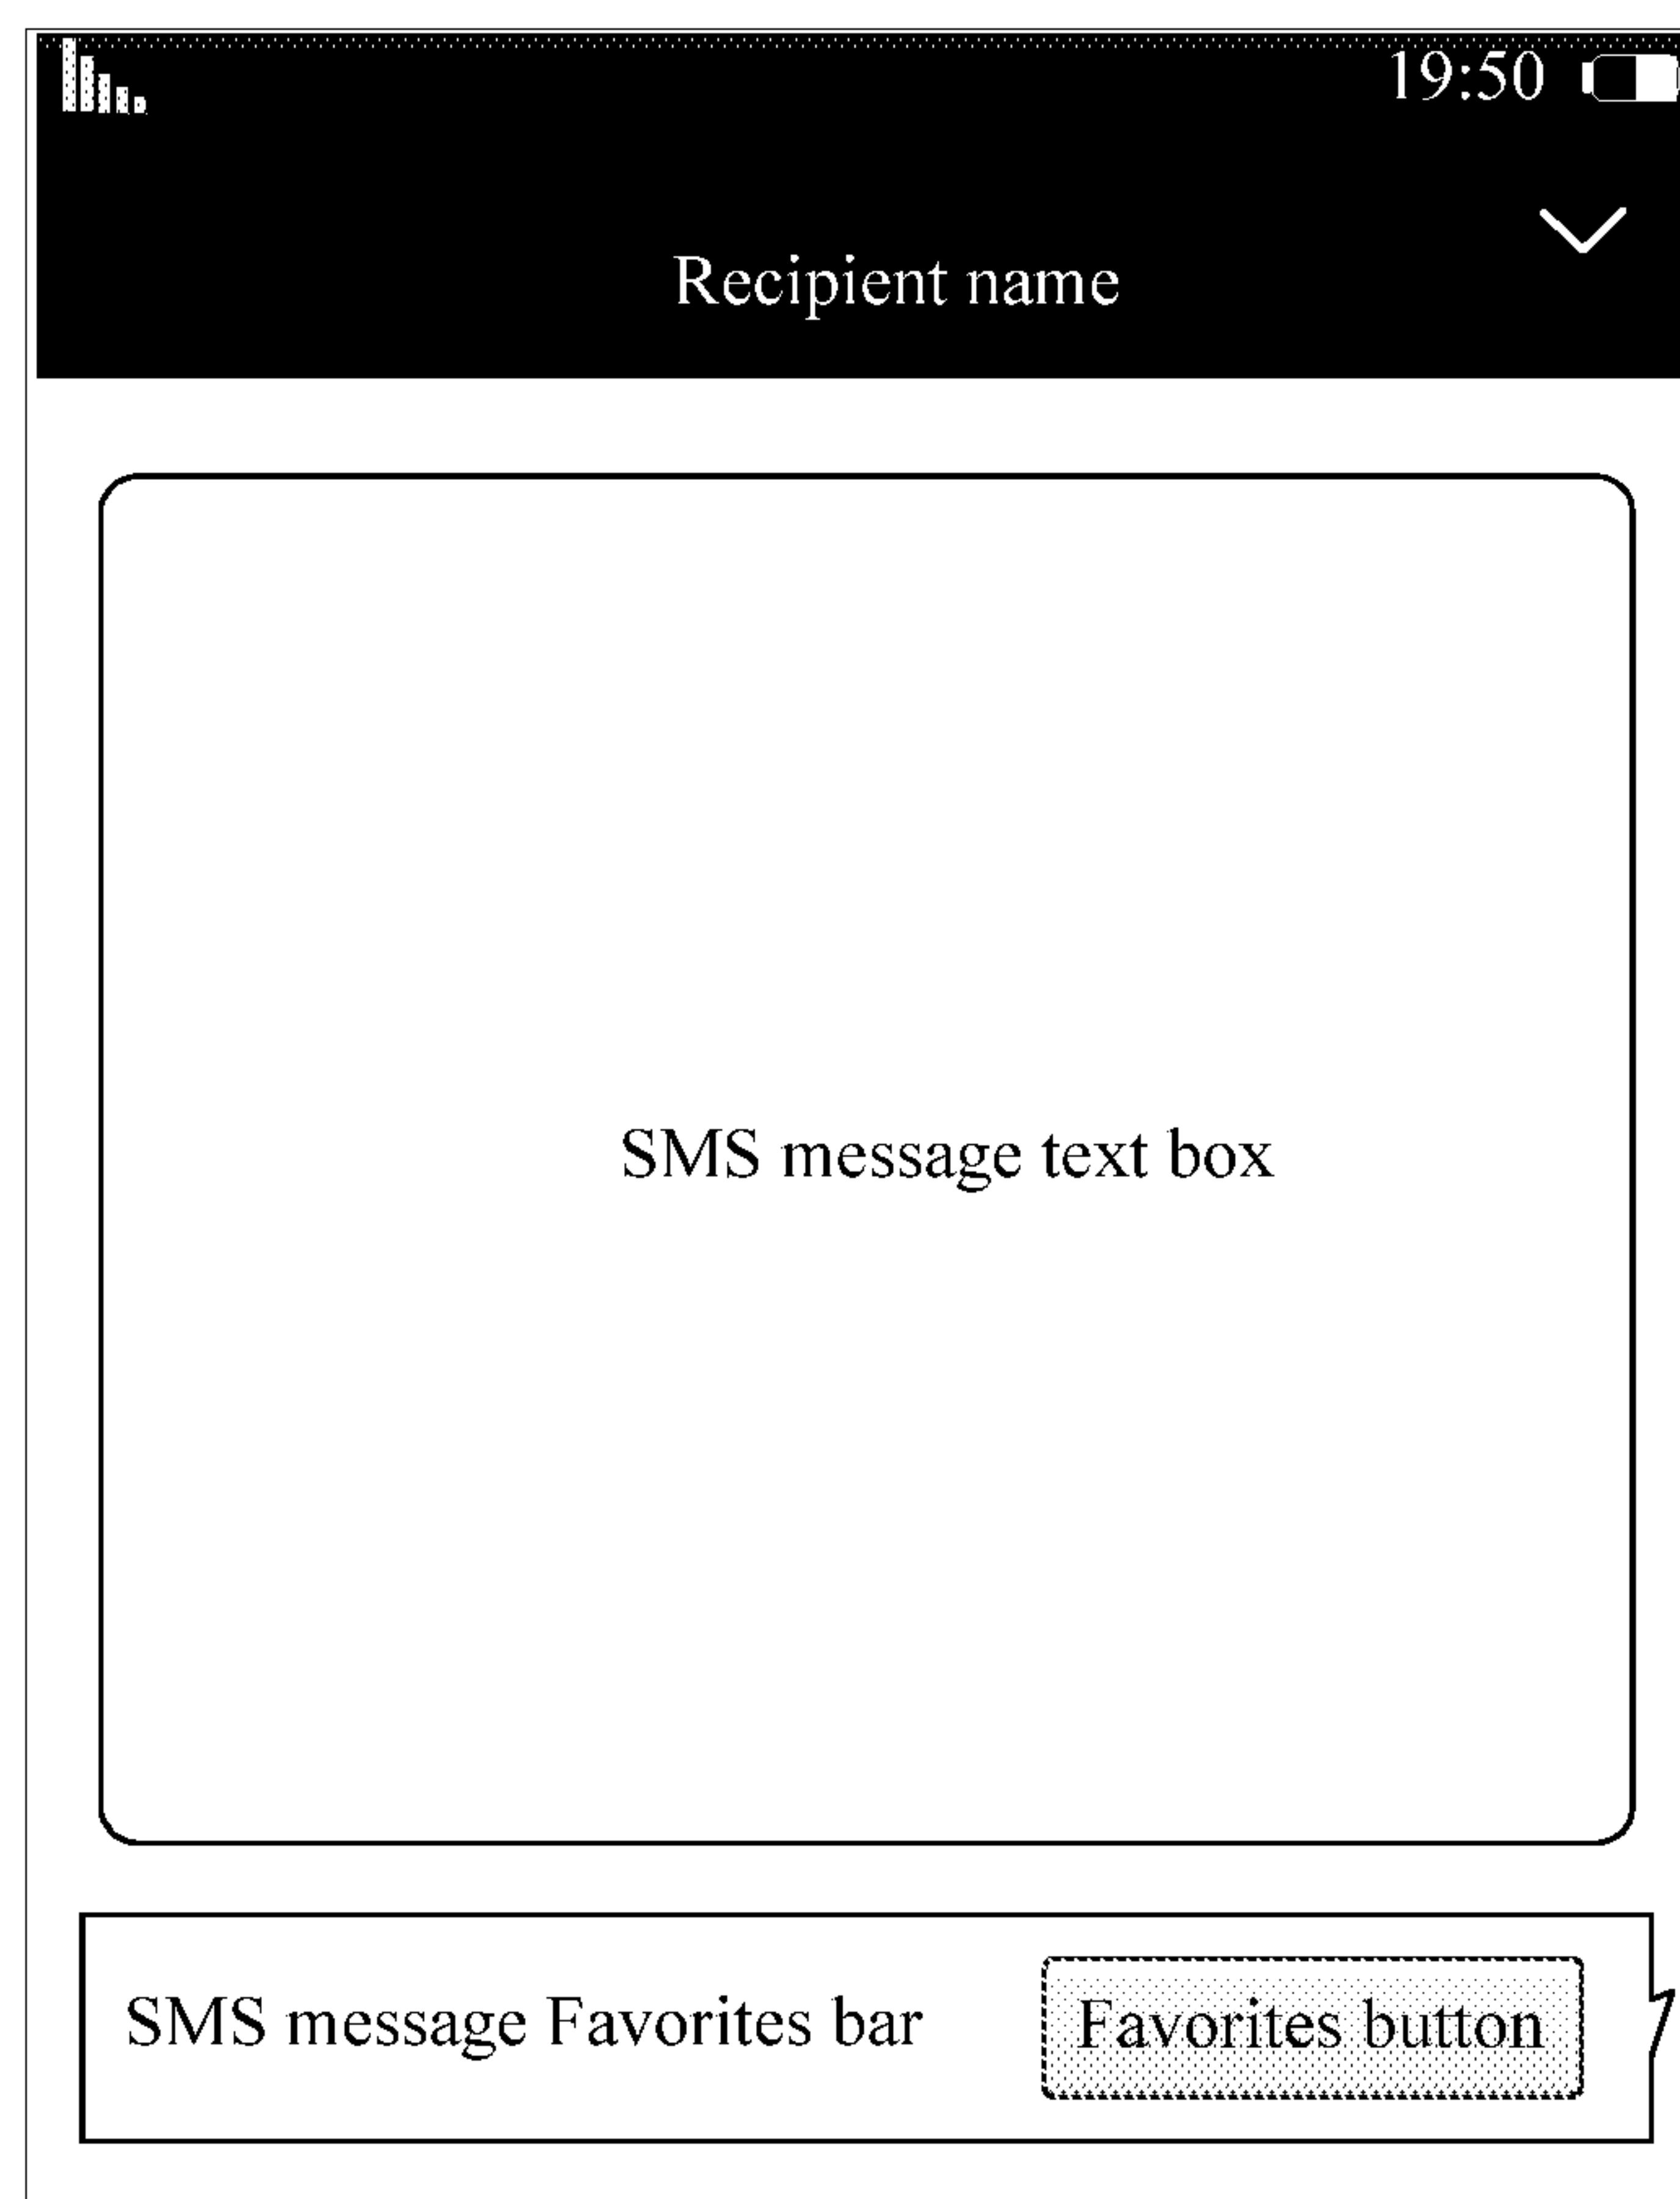 19:50
Recipient name
SMS message text box
SMS message Favorites bar
Favorites button